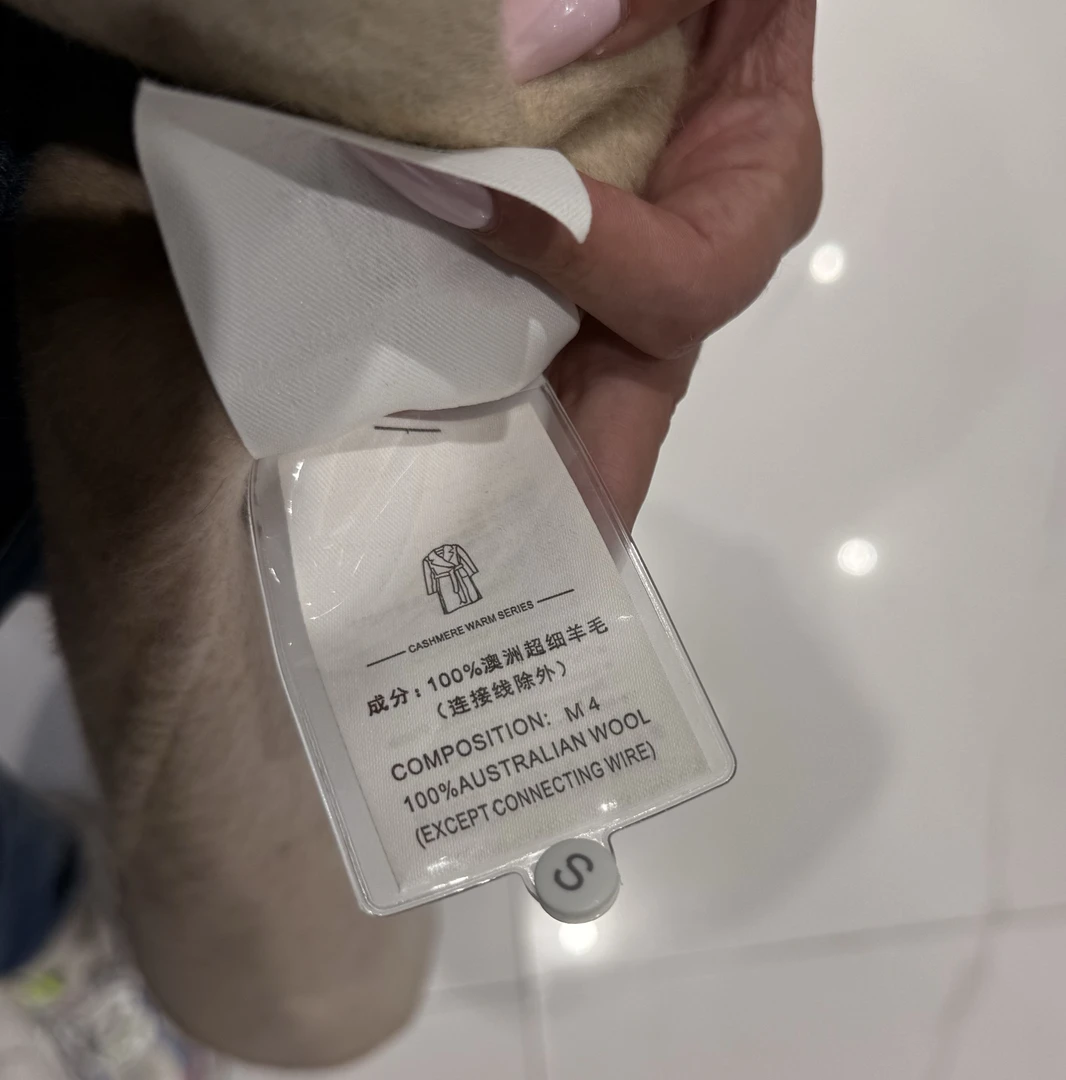 CASHMERE WARM SERIES
成分：100%澳洲超细羊毛
（连接线除外）
COMPOSITION: M 4
100%AUSTRALIAN WOOL
(EXCEPT CONNECTING WIRE)
S